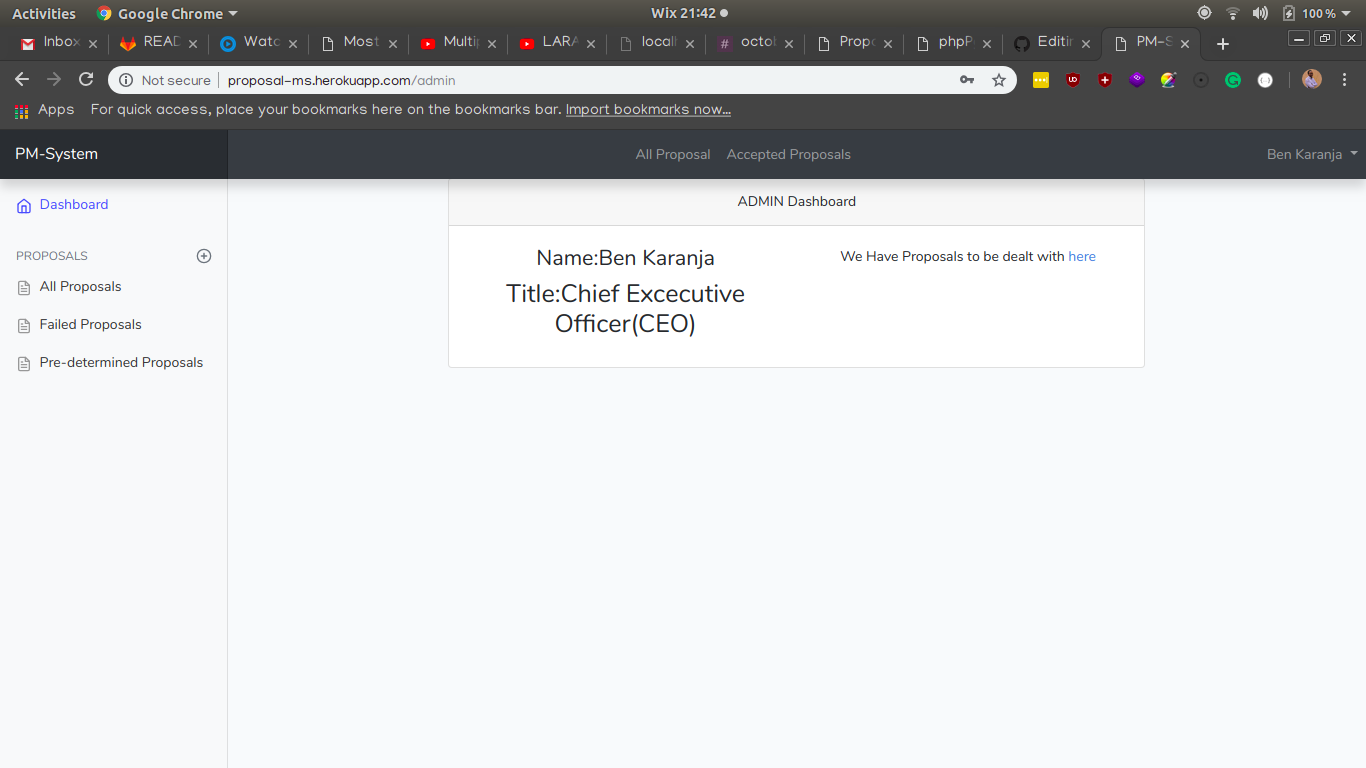 Activities Google Chrome Wix 21:42 100 %
Inbox READ Watc Most Multip LARA localh # octob Propo phpP Editin PM-S
Not secure proposal-ms.herokuapp.com/admin
Apps For quick access, place your bookmarks here on the bookmarks bar. Import bookmarks now...
PM-System All Proposal Accepted Proposals Ben Karanja
Dashboard
ADMIN Dashboard
PROPOSALS
All Proposals
Failed Proposals
Pre-determined Proposals
Name:Ben Karanja
Title:Chief Excecutive
Officer(CEO)
We Have Proposals to be dealt with here